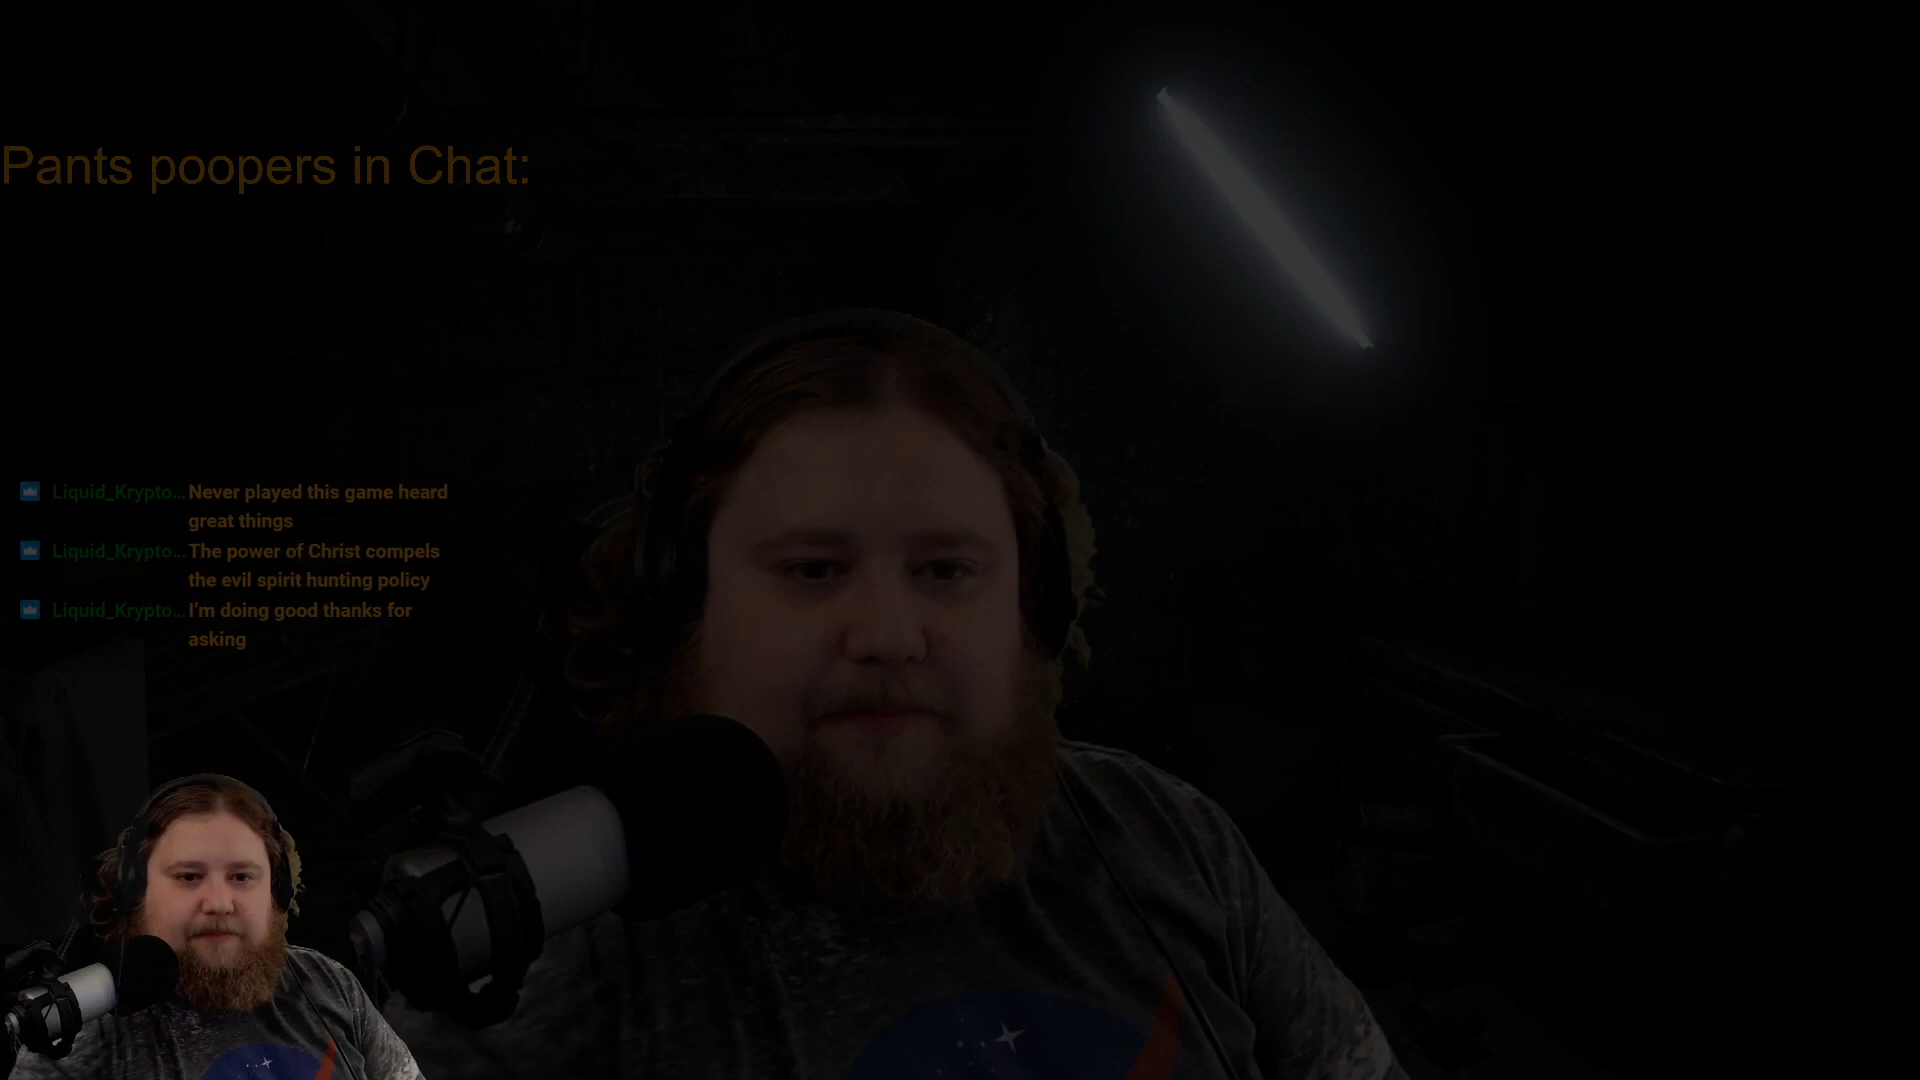 Pants poopers in Chat:
Liquid_Krypto... Never played this game heard
great things
Liquid_Krypto... The power of Christ compels
the evil spirit hunting policy
Liquid_Krypto... I'm doing good thanks for
asking